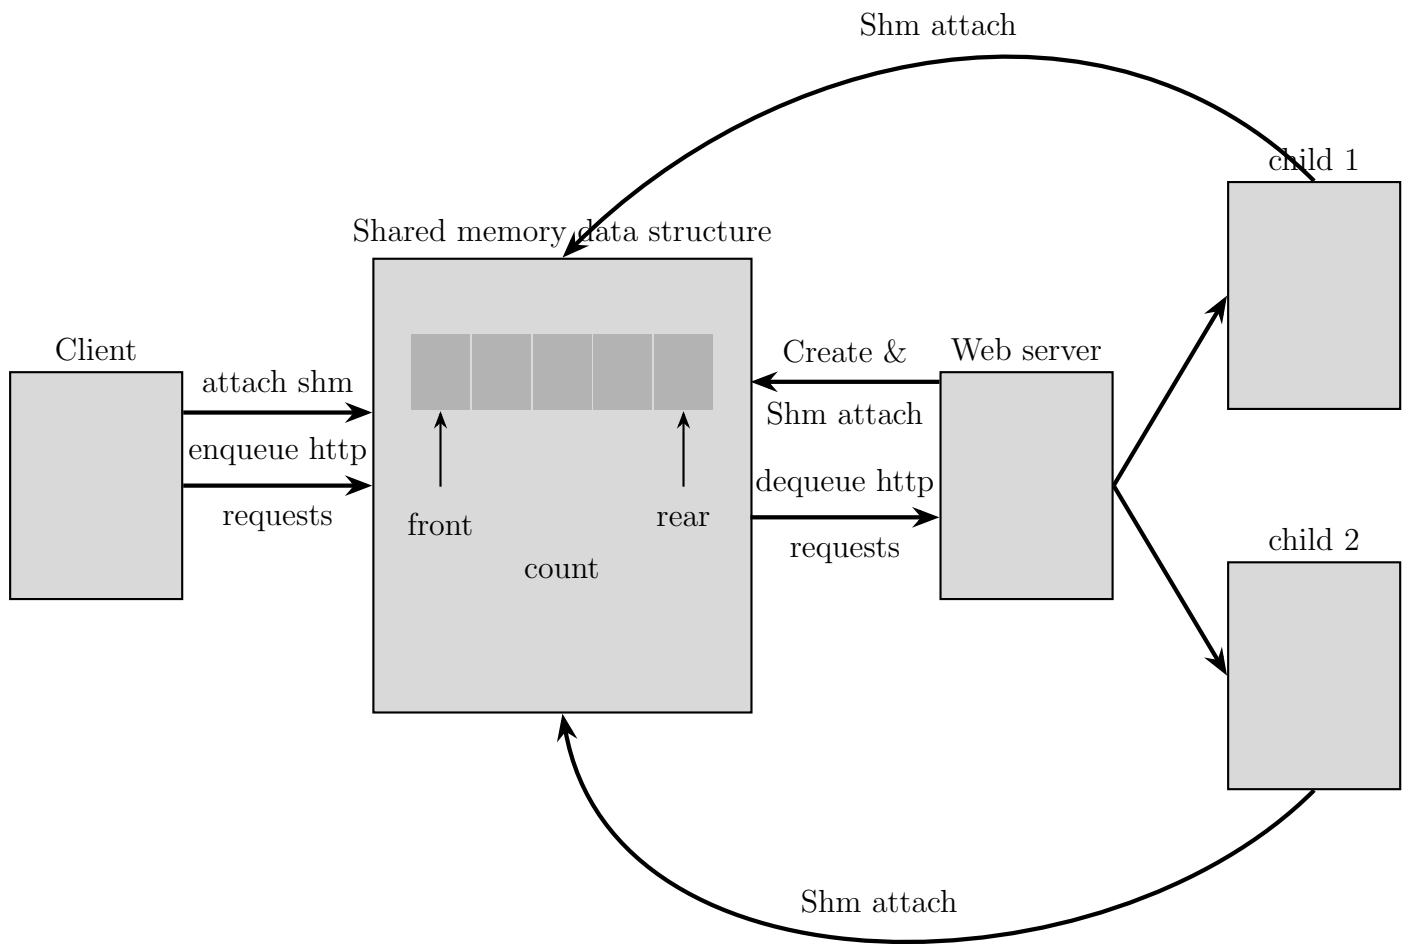 Shm attach
child 1
Shared memory data structure
Client
attach shm
enqueue http
requests
front
rear
count
Create &
Shm attach
Web server
dequeue http
requests
child 2
Shm attach